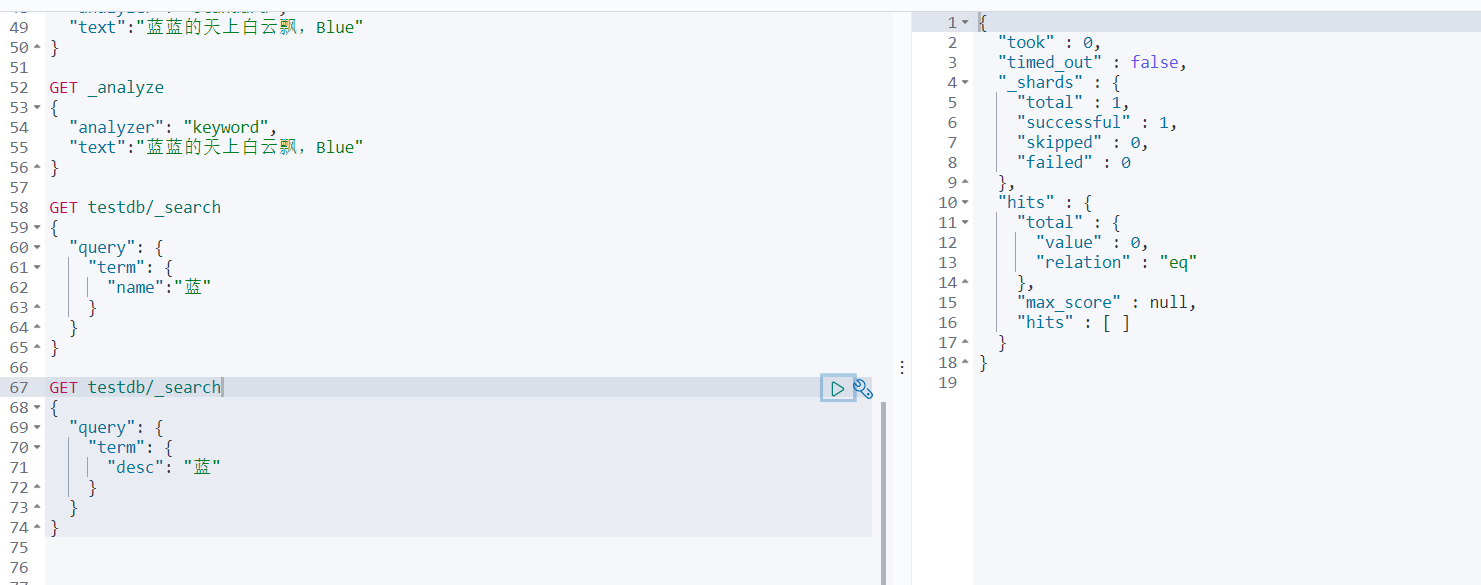 49 "text":"蓝蓝的天上白云飘，Blue"
50 }
51
52 GET _analyze
53 {
54 "analyzer": "keyword",
55 "text":"蓝蓝的天上白云飘，Blue"
56 }
57
58 GET testdb/_search
59 {
60 "query": {
61 "term": {
62 "name":"蓝"
63 }
64 }
65 }
66
67 GET testdb/_search
68 {
69 "query": {
70 "term": {
71 "desc": "蓝"
72 }
73 }
74 }
75
76
1 {
2 "took" : 0,
3 "timed_out" : false,
4 "_shards" : {
5 "total" : 1,
6 "successful" : 1,
7 "skipped" : 0,
8 "failed" : 0
9 },
10 "hits" : {
11 "total" : {
12 "value" : 0,
13 "relation" : "eq"
14 },
15 "max_score" : null,
16 "hits" : [ ]
17 }
18 }
19